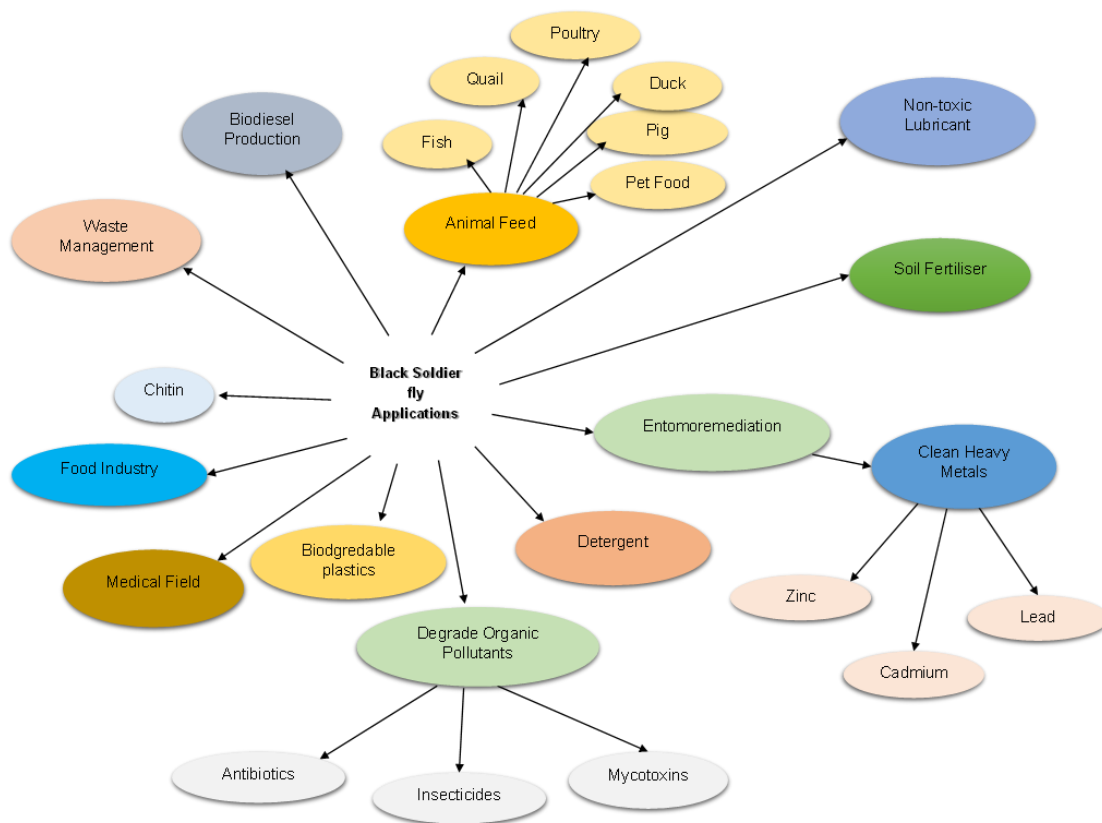 Poultry
Quail
Duck
Non-toxic
Lubricant
Biodiesel
Production
Fish
Pig
Pet Food
Animal Feed
Waste
Management
Soil Fertiliser
Black Soldier
fly
Applications
Chitin
Entomoremediation
Clean Heavy
Metals
Food Industry
Biodgredable
plastics
Detergent
Medical Field
Zinc
Lead
Cadmium
Degrade Organic
Pollutants
Antibiotics
Insecticides
Mycotoxins